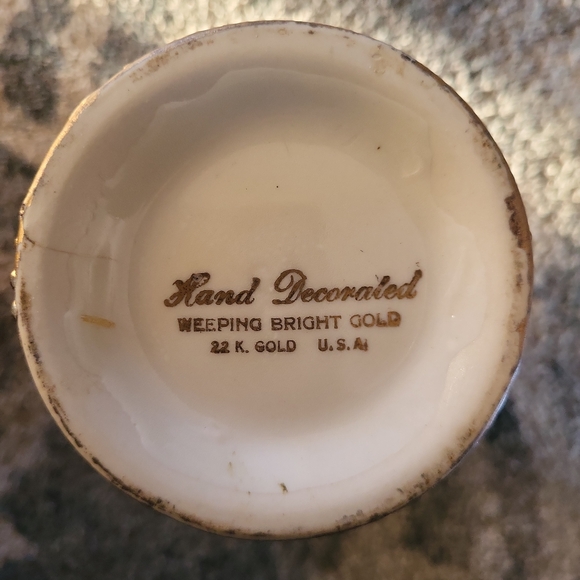 Hand Decorated
WEEPING BRIGHT GOLD
22 K. GOLD U.S.A.